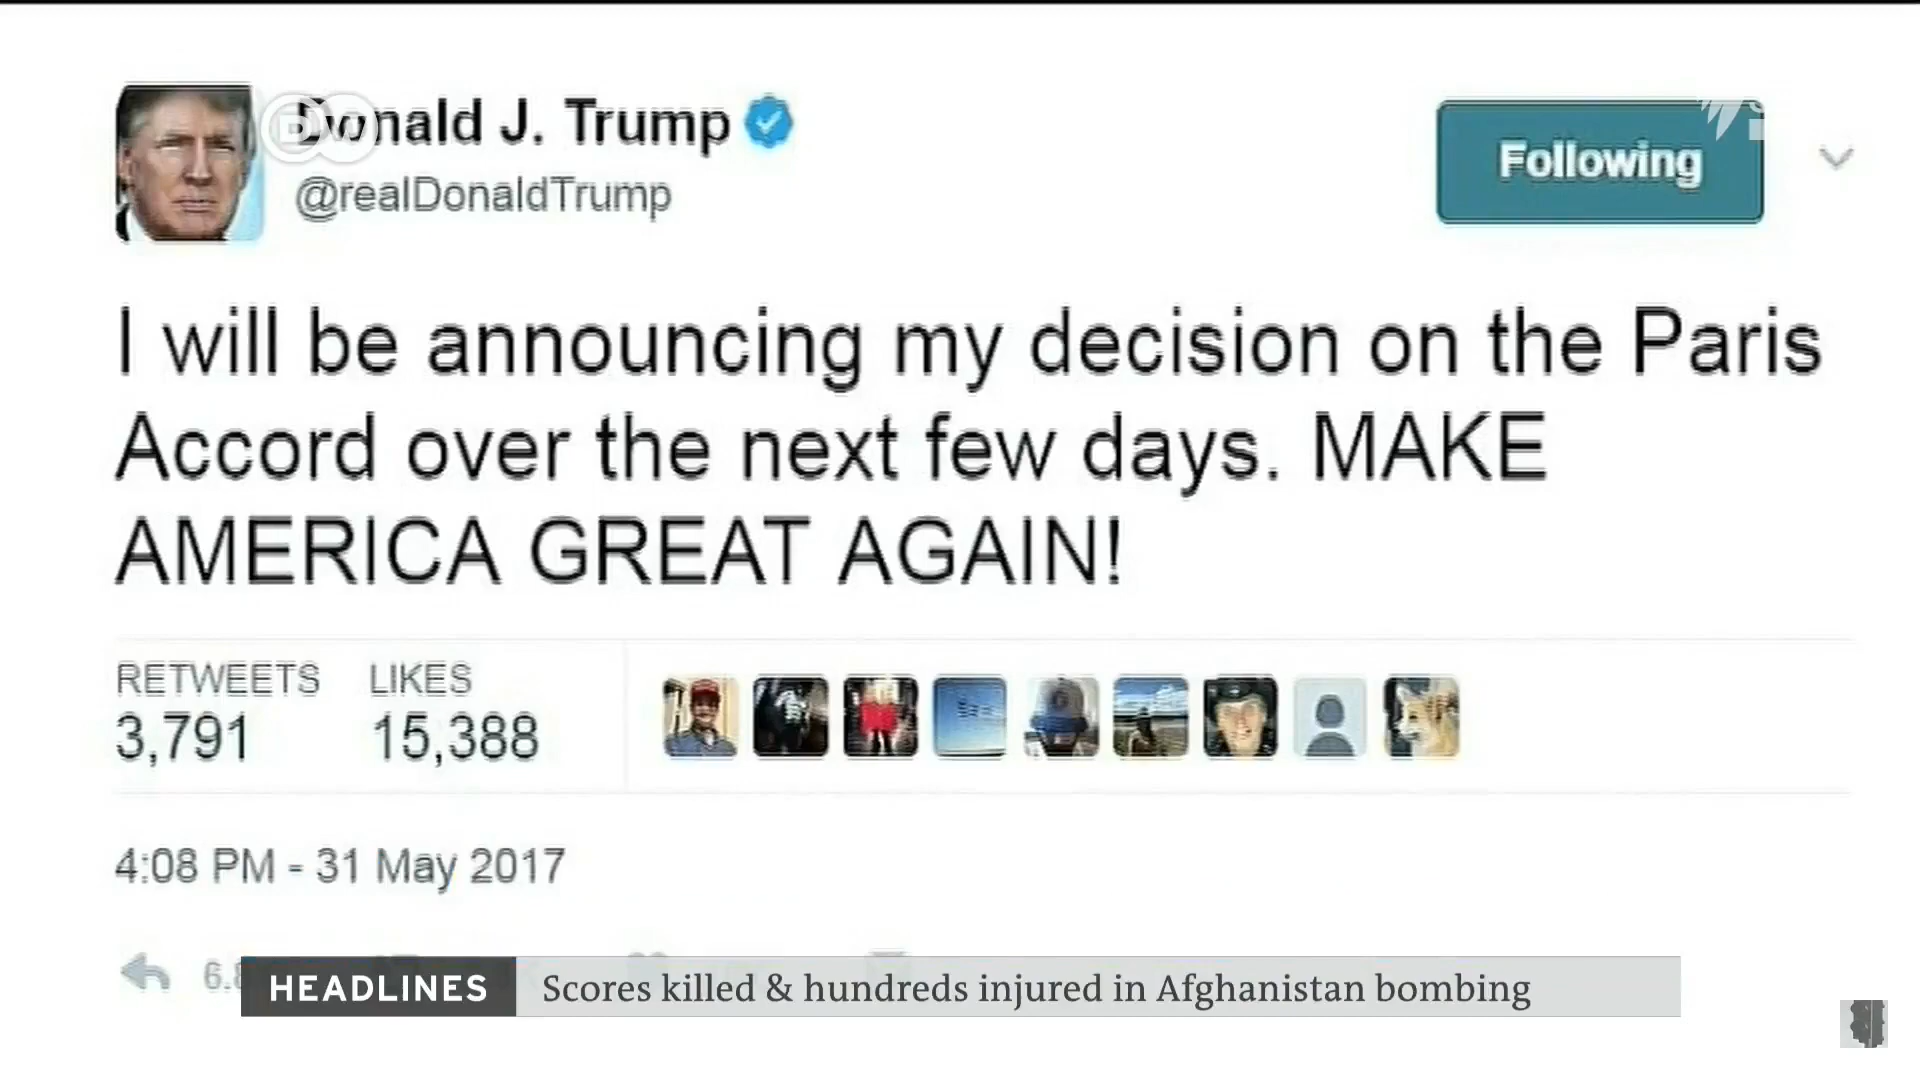 Donald J. Trump
@realDonaldTrump
Following
I will be announcing my decision on the Paris
Accord over the next few days. MAKE
AMERICA GREAT AGAIN!
RETWEETS LIKES
3,791 15,388
4:08 PM - 31 May 2017
HEADLINES Scores killed & hundreds injured in Afghanistan bombing